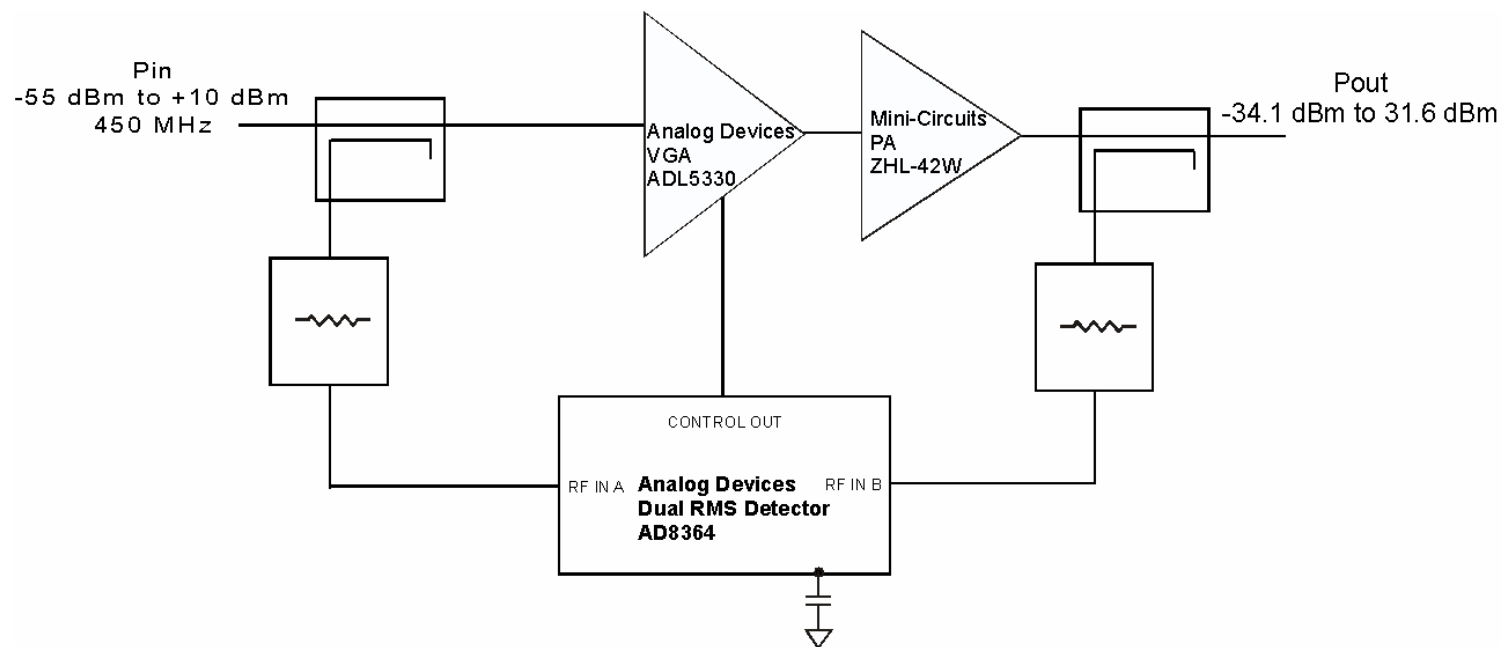 Pin
-55 dBm to +10 dBm
450 MHz
Analog Devices
VGA
ADL5330
Mini-Circuits
PA
ZHL-42W
Pout
-34.1 dBm to 31.6 dBm
CONTROL OUT
RF IN A
Analog Devices
Dual RMS Detector
AD8364
RF IN B